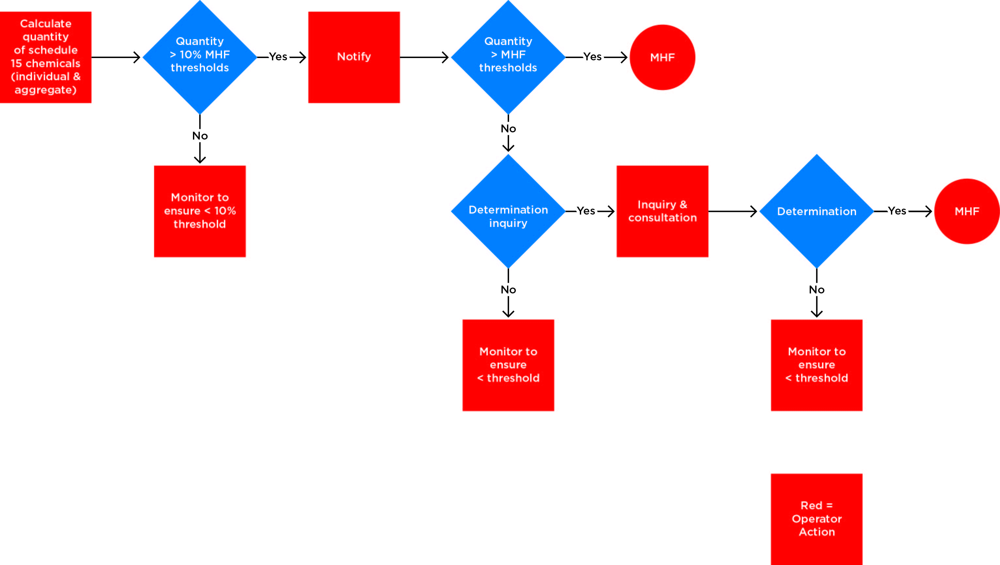 Calculate
quantity
of schedule
15 chemicals
(individual &
aggregate)
Quantity
> 10% MHF
thresholds
Yes
Notify
Quantity
> MHF
thresholds
Yes
MHF
No
Monitor to
ensure < 10%
threshold
No
Determination
inquiry
Yes
Inquiry &
consultation
Determination
Yes
MHF
No
Monitor to
ensure
< threshold
No
Monitor to
ensure
< threshold
Red =
Operator
Action